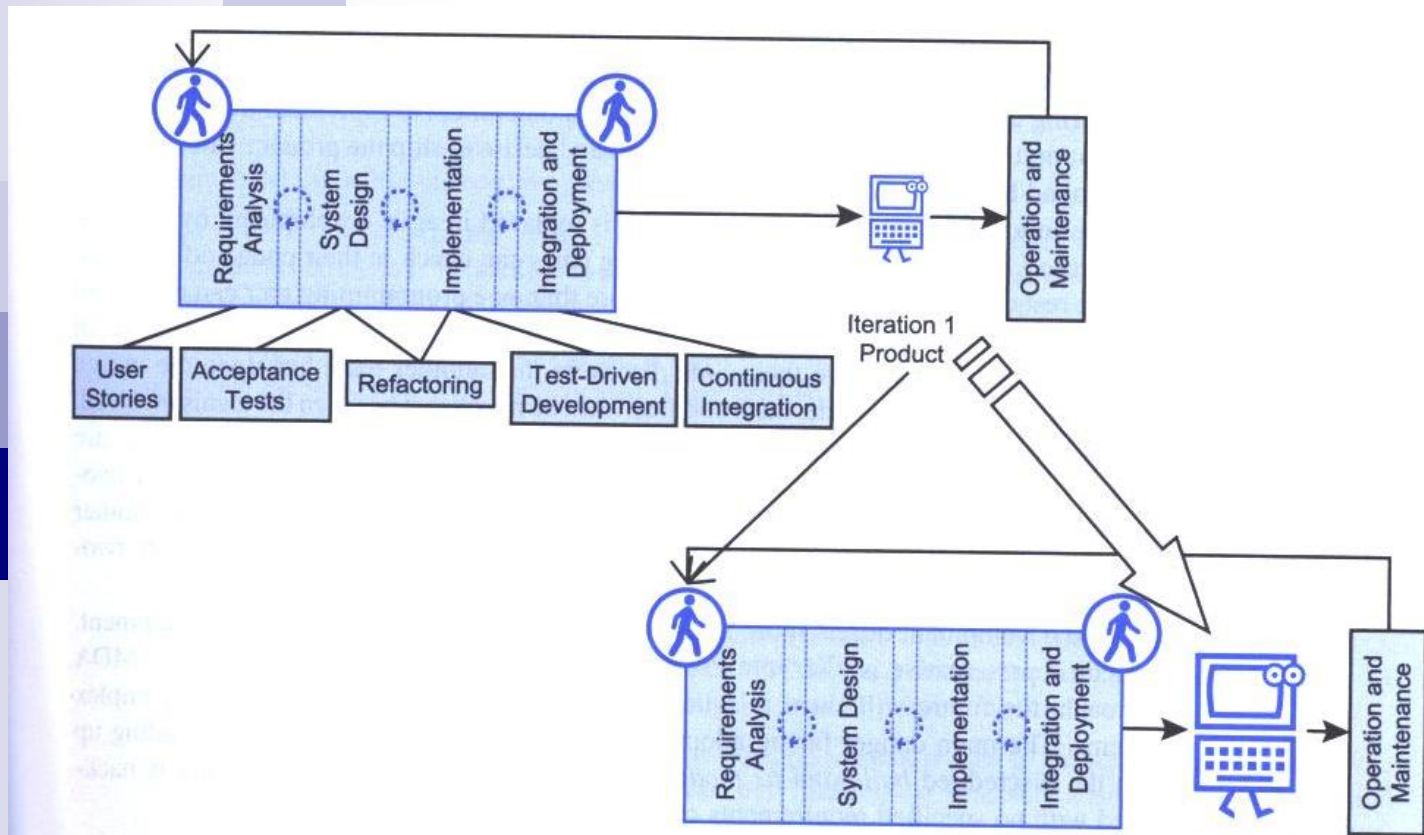 Requirements
Analysis
System
Design
Implementation
Integration and
Deployment
Operation and
Maintenance
Iteration 1
Product
User
Stories
Acceptance
Tests
Refactoring
Test-Driven
Development
Continuous
Integration
Requirements
Analysis
System Design
Implementation
Integration and
Deployment
Operation and
Maintenance